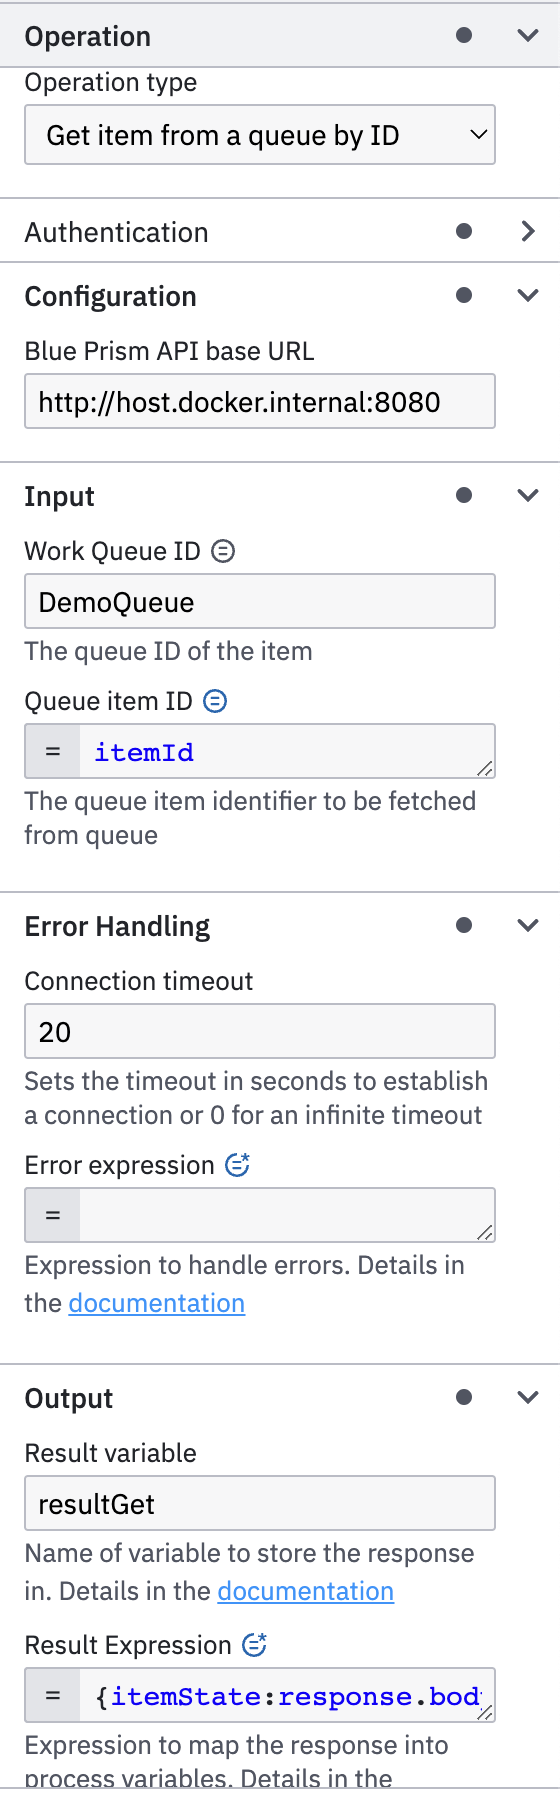 Operation
Operation type
Get item from a queue by ID
Authentication
Configuration
Blue Prism API base URL
http://host.docker.internal:8080
Input
Work Queue ID
DemoQueue
The queue ID of the item
Queue item ID
= itemId
The queue item identifier to be fetched
from queue
Error Handling
Connection timeout
20
Sets the timeout in seconds to establish
a connection or 0 for an infinite timeout
Error expression
=
Expression to handle errors. Details in
the documentation
Output
Result variable
resultGet
Name of variable to store the response
in. Details in the documentation
Result Expression
= {itemState:response.bod
Expression to map the response into
process variables. Details in the